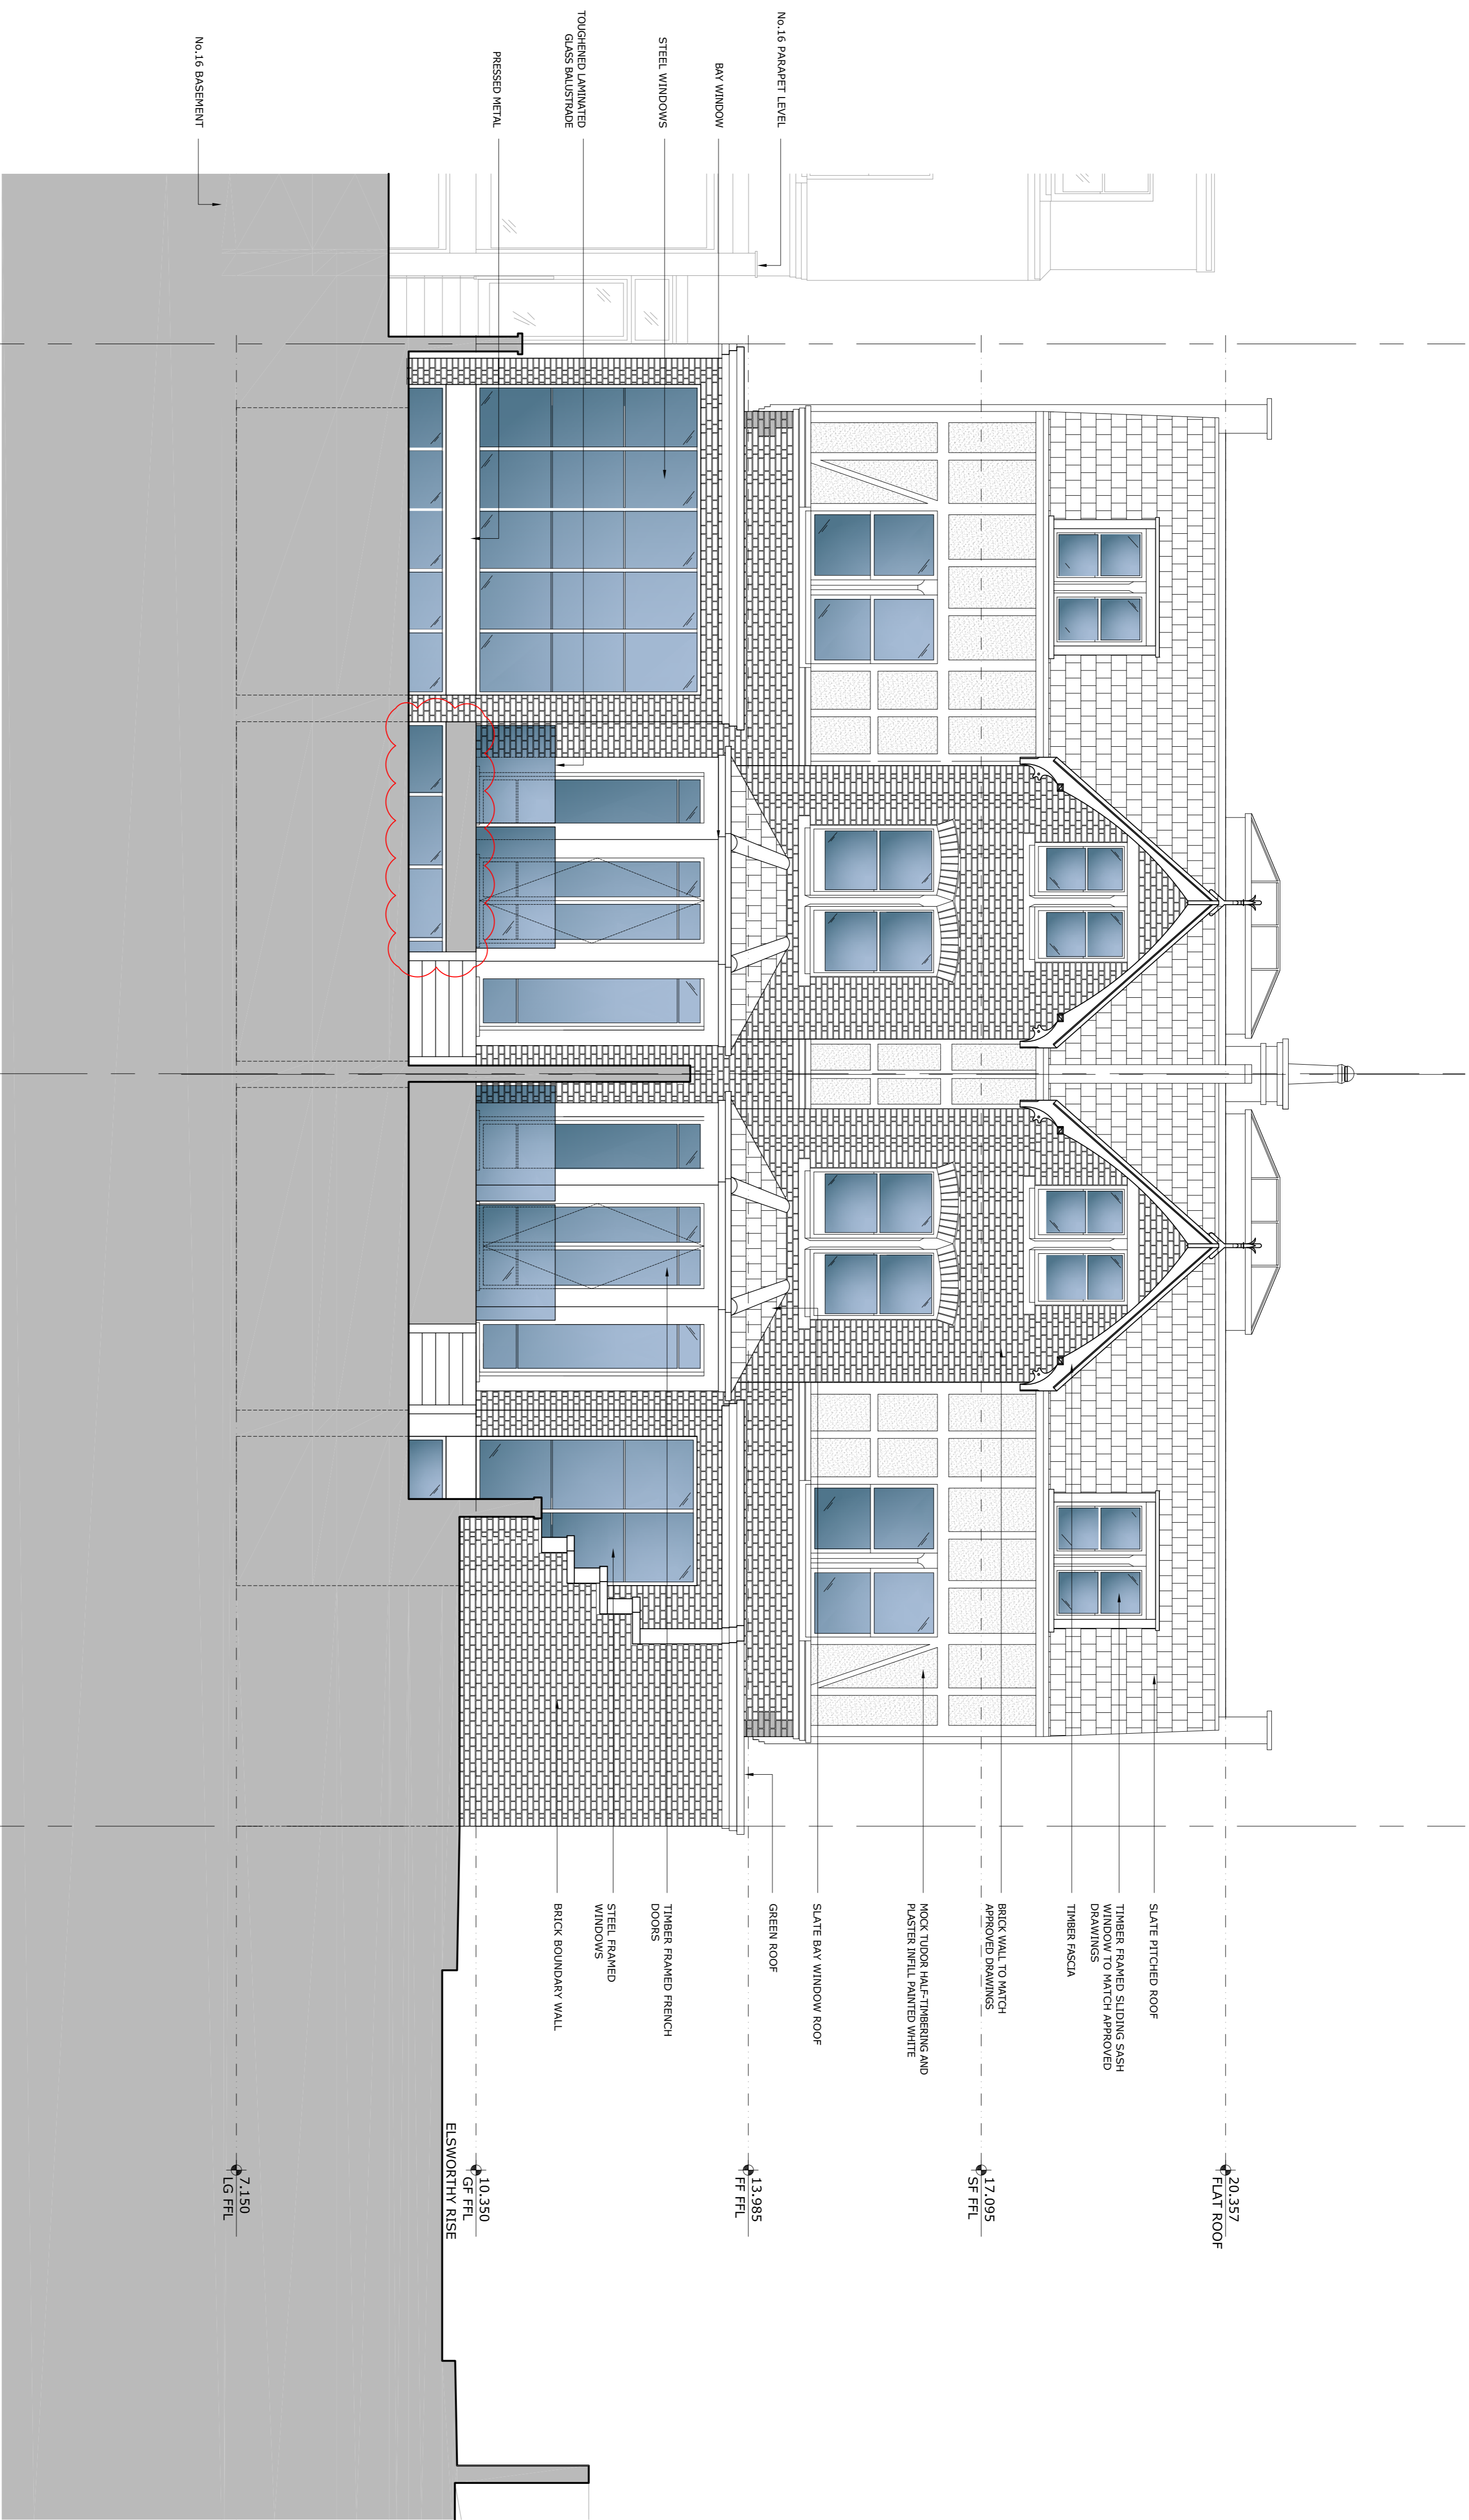 No.16 PARAPET LEVEL
BAY WINDOW
STEEL WINDOWS
TOUGHENED LAMINATED
GLASS BALUSTRADE
PRESSED METAL
No.16 BASEMENT
SLATE PITCHED ROOF
TIMBER FRAMED SLIDING SASH
WINDOW TO MATCH APPROVED
DRAWINGS
TIMBER FASCIA
BRICK WALL TO MATCH
APPROVED DRAWINGS
MOCK TUDOR HALF-TIMBERING AND
PLASTER INFILL PAINTED WHITE
SLATE BAY WINDOW ROOF
GREEN ROOF
TIMBER FRAMED FRENCH
DOORS
STEEL FRAMED
WINDOWS
BRICK BOUNDARY WALL
20.357
FLAT ROOF
17.095
SF FFL
13.985
FF FFL
10.350
GF FFL
ELSWORTHY RISE
7.150
LG FFL